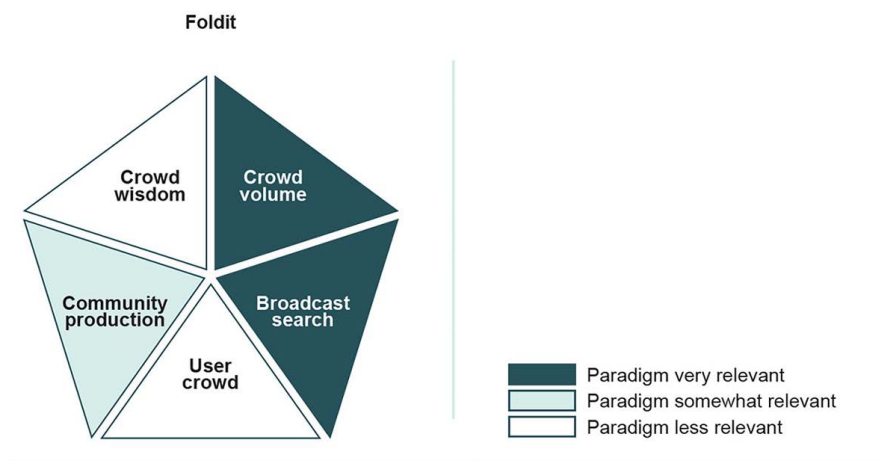 Foldit
Crowd
wisdom
Crowd
volume
Community
production
Broadcast
search
User
crowd
Paradigm very relevant
Paradigm somewhat relevant
Paradigm less relevant